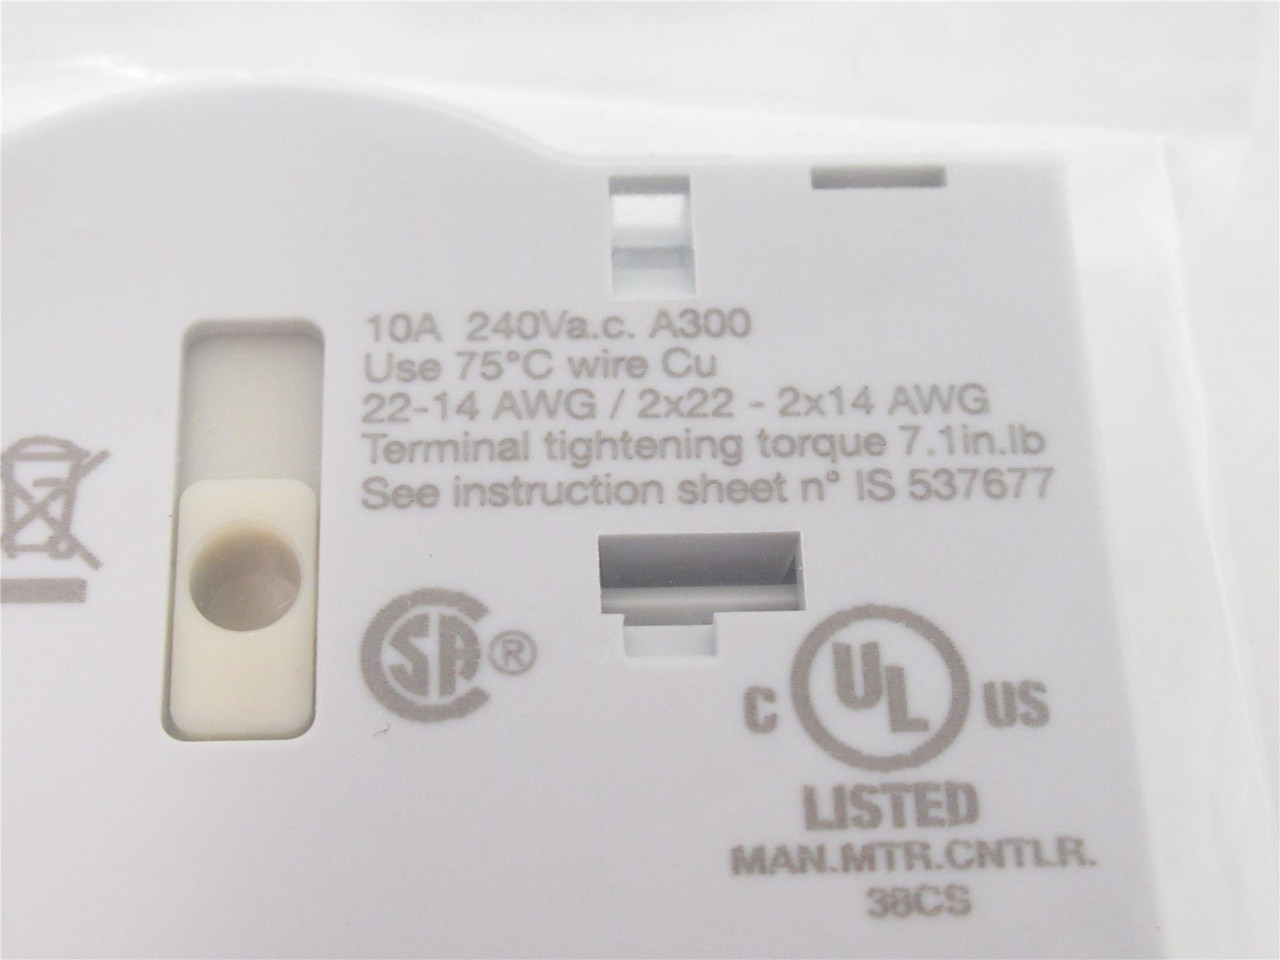 10A 240Va.c. A300
Use 75°C wire Cu
22-14 AWG / 2x22 - 2x14 AWG
Terminal tightening torque 7.1in.lb
See instruction sheet n° IS 537677
CSA ®
C UL US
LISTED
MAN.MTR.CNTLR.
38CS